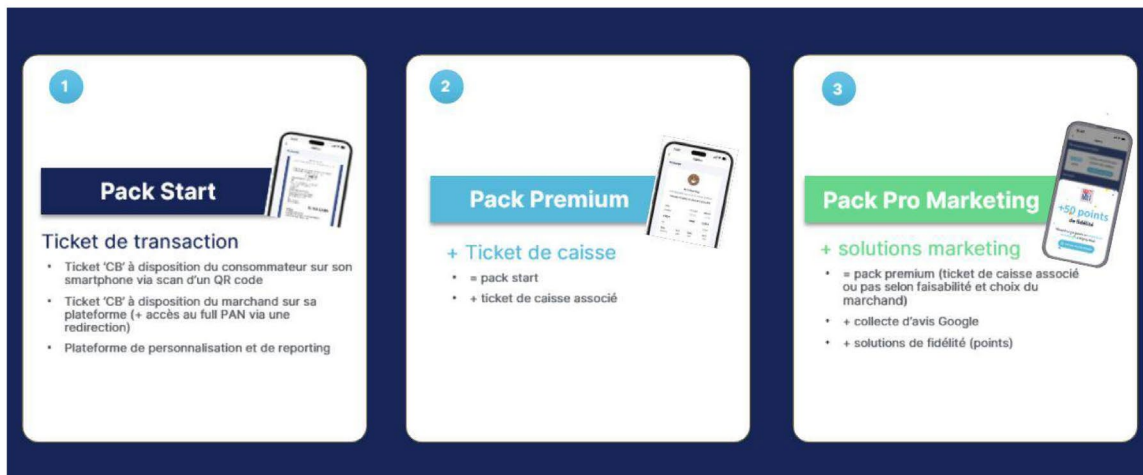 1
Pack Start
Ticket de transaction
• Ticket ‘CB’ à disposition du consommateur sur son
smartphone via scan d’un QR code
• Ticket ‘CB’ à disposition du marchand sur sa
plateforme (+ accès au full PAN via une
redirection)
• Plateforme de personnalisation et de reporting
2
Pack Premium
+ Ticket de caisse
• = pack start
• + ticket de caisse associé
3
Pack Pro Marketing
+50 points
de fidélité
+ solutions marketing
• = pack premium (ticket de caisse associé
ou pas selon faisabilité et choix du
marchand)
• + collecte d’avis Google
• + solutions de fidélité (points)